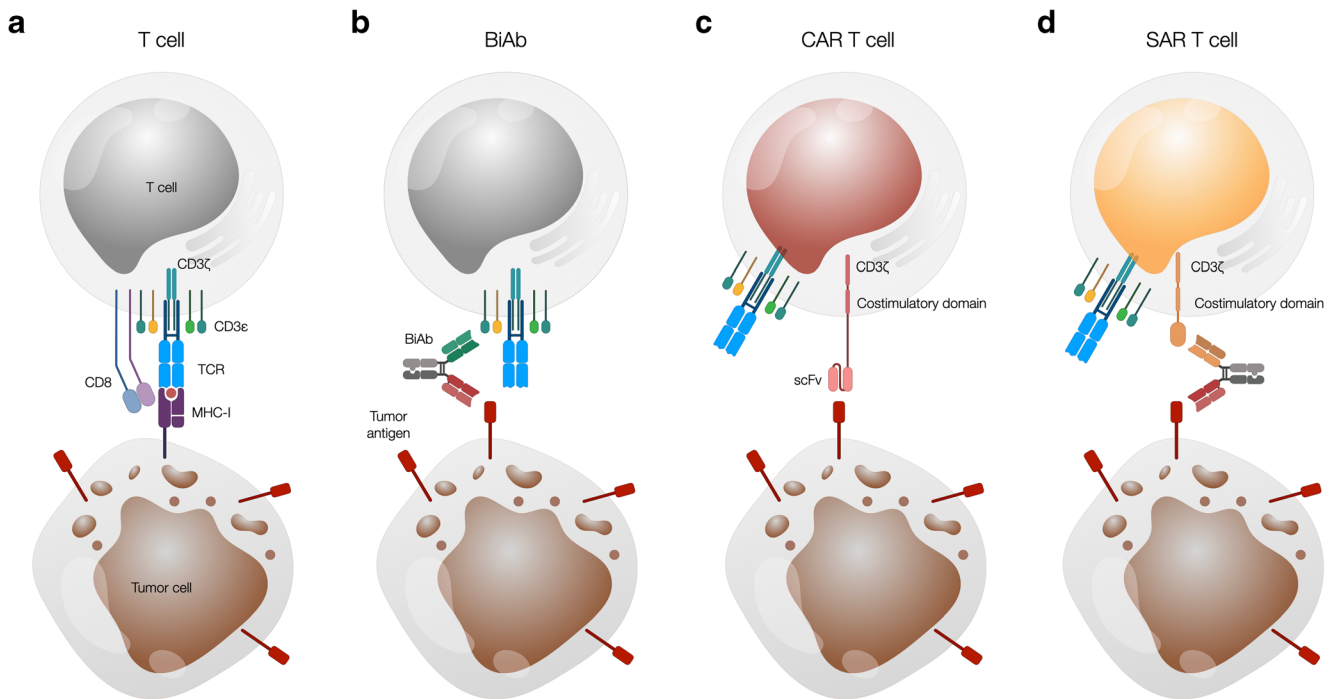 a
T cell
T cell
CD3ζ
CD3ε
TCR
CD8
MHC-I
Tumor cell
b
BiAb
BiAb
Tumor
antigen
c
CAR T cell
CD3ζ
Costimulatory domain
scFv
d
SAR T cell
CD3ζ
Costimulatory domain